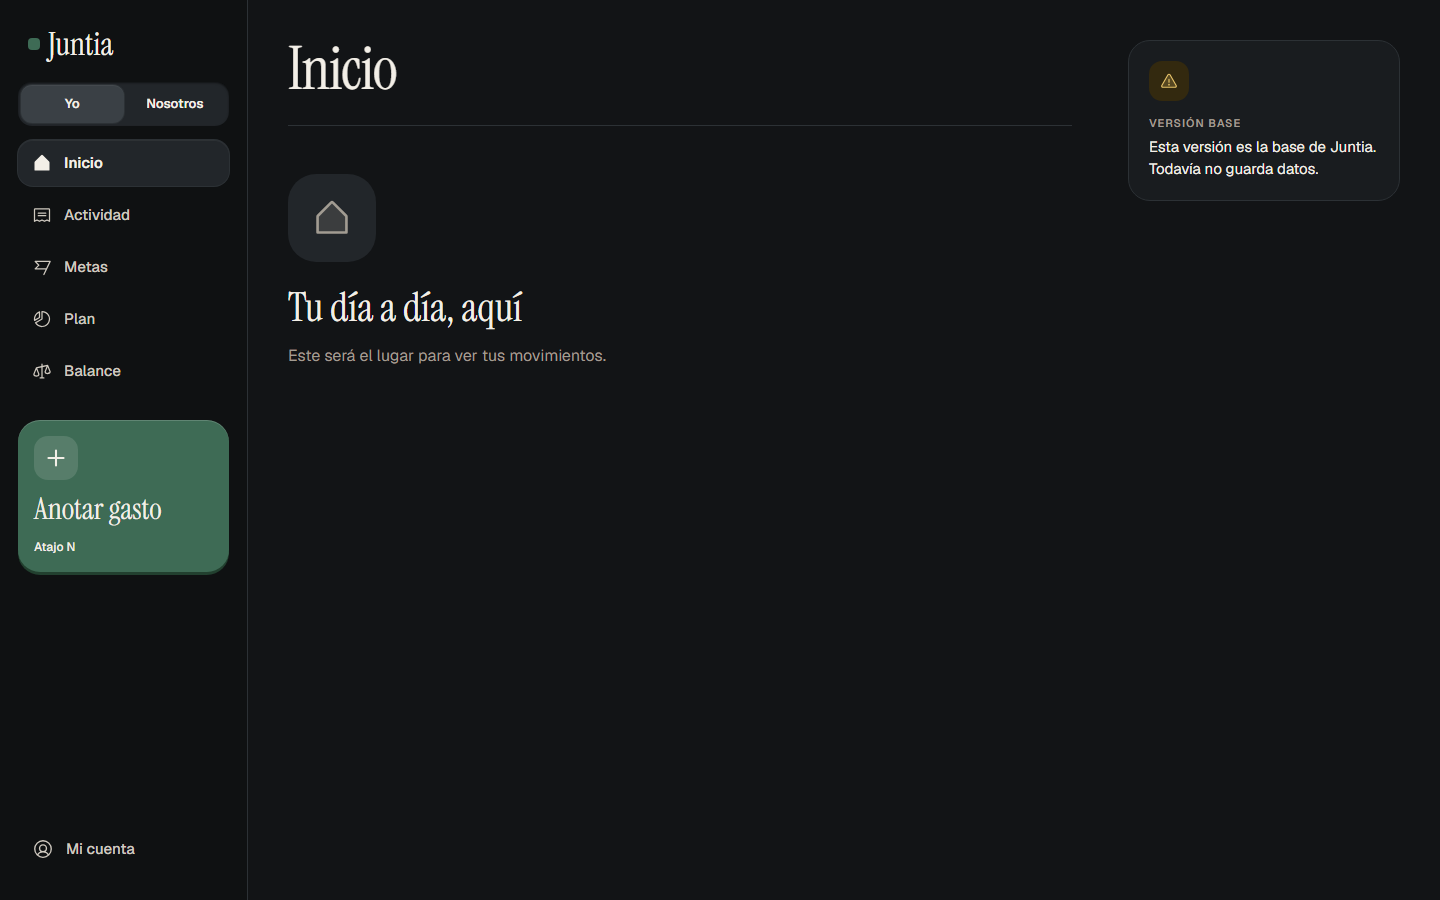 Juntia
Yo
Nosotros
Inicio
Actividad
Metas
Plan
Balance
Anotar gasto
Atajo N
Mi cuenta
Inicio
Tu día a día, aquí
Este será el lugar para ver tus movimientos.
VERSIÓN BASE
Esta versión es la base de Juntia.
Todavía no guarda datos.